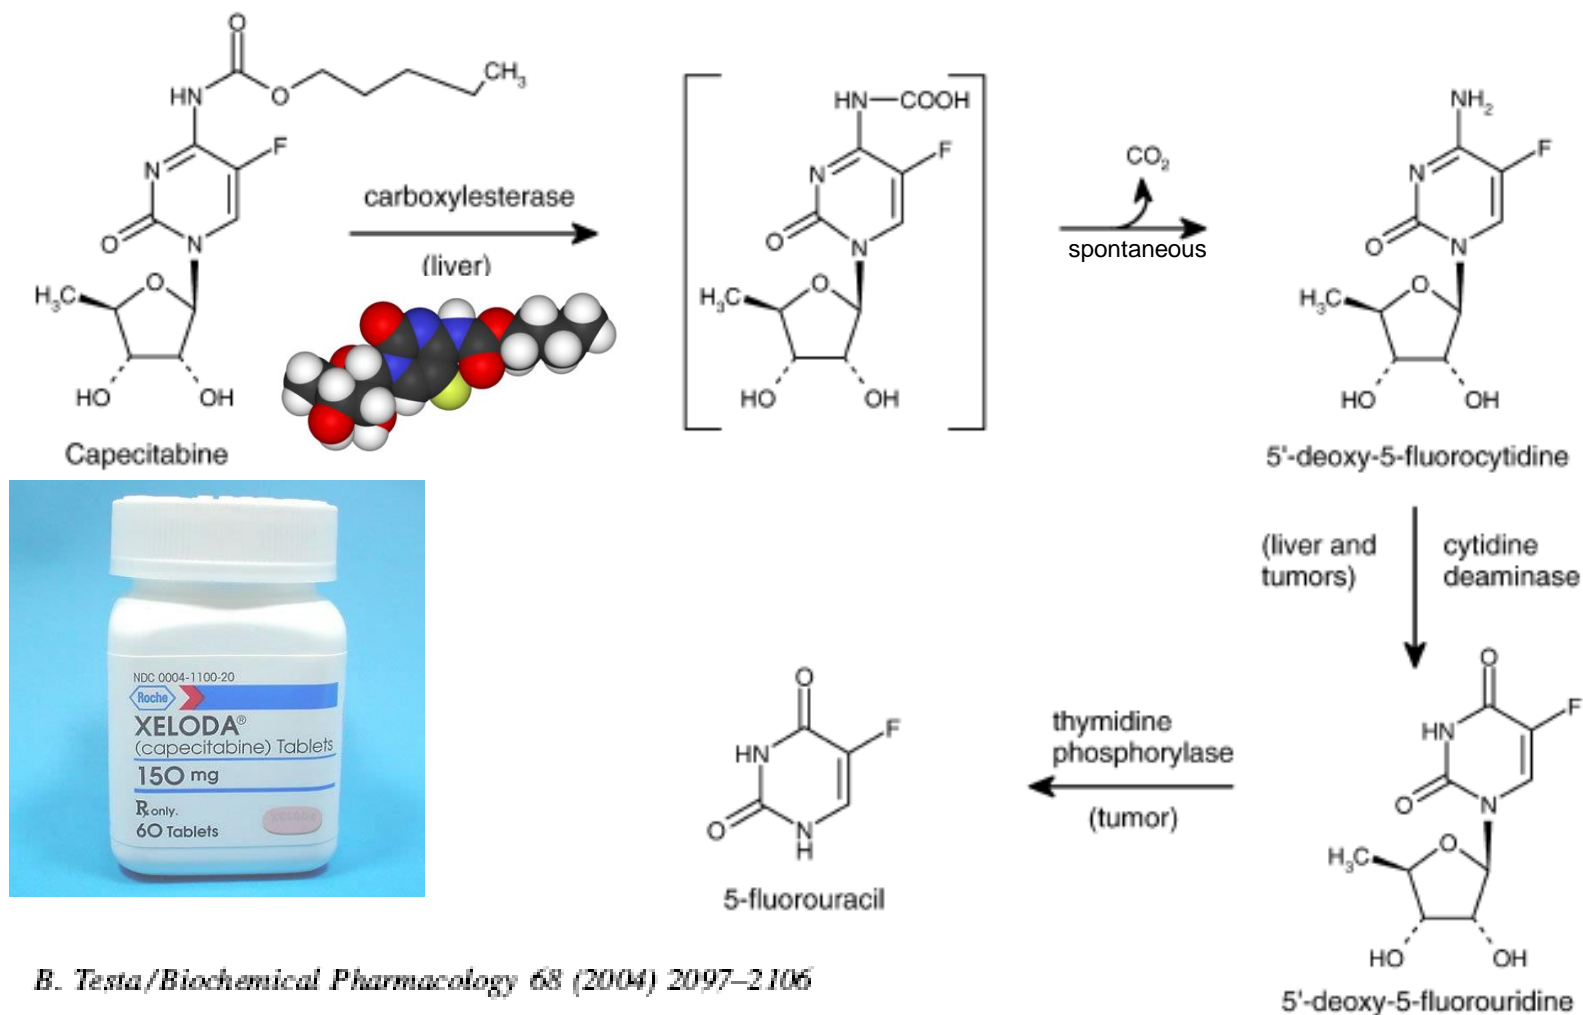 O
CH3
HN
O
F
N
O
N
H3C
O
HO
OH
Capecitabine
carboxylesterase
(liver)
HN—COOH
F
N
O
N
H3C
O
HO
OH
CO2
spontaneous
NH2
F
N
O
N
H3C
O
HO
OH
5'-deoxy-5-fluorocytidine
(liver and
tumors)
cytidine
deaminase
O
F
HN
O
N
H3C
O
HO
OH
5'-deoxy-5-fluorouridine
thymidine
phosphorylase
(tumor)
O
F
HN
O
N
H
5-fluorouracil
NDC 0004-1100-20
Roche
XELODA®
(capecitabine) Tablets
150 mg
Rx only.
60 Tablets
XELODA
B. Testa/Biochemical Pharmacology 68 (2004) 2097–2106